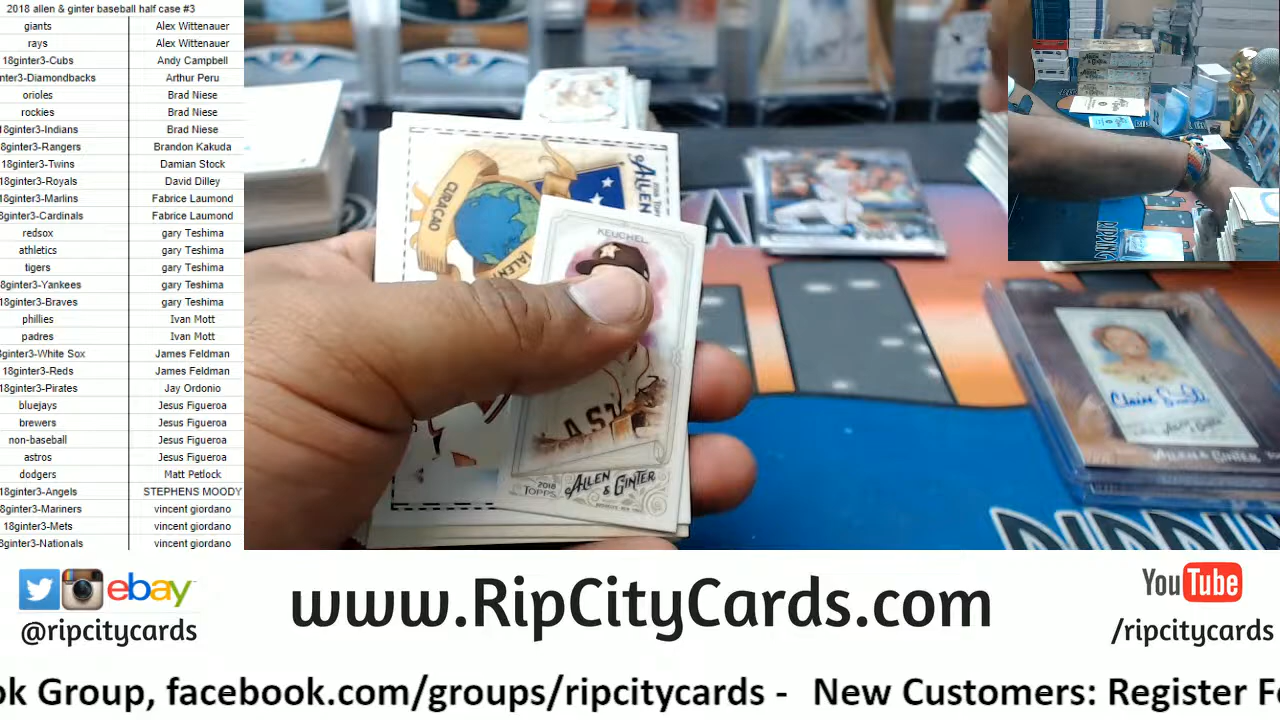 2018 allen & ginter baseball half case #3
giants Alex Wittenauer
rays Alex Wittenauer
18ginter3-Cubs Andy Campbell
nter3-Diamondbacks Arthur Peru
orioles Brad Niese
rockies Brad Niese
18ginter3-Indians Brad Niese
8ginter3-Rangers Brandon Kakuda
18ginter3-Twins Damian Stock
18ginter3-Royals David Dilley
18ginter3-Marlins Fabrice Laumond
8ginter3-Cardinals Fabrice Laumond
redsox gary Teshima
athletics gary Teshima
tigers gary Teshima
8ginter3-Yankees gary Teshima
18ginter3-Braves gary Teshima
phillies Ivan Mott
padres Ivan Mott
8ginter3-White Sox James Feldman
18ginter3-Reds James Feldman
18ginter3-Pirates Jay Ordonio
bluejays Jesus Figueroa
brewers Jesus Figueroa
non-baseball Jesus Figueroa
astros Jesus Figueroa
dodgers Matt Petlock
18ginter3-Angels STEPHENS MOODY
8ginter3-Mariners vincent giordano
18ginter3-Mets vincent giordano
8ginter3-Nationals vincent giordano
CURACAO
ALLEN
KEUCHEL
AST
2018 TOPPS
ALLEN & GINTER
ALLEN & GINTER
ebay
@ripcitycards
www.RipCityCards.com
YouTube
/ripcitycards
ok Group, facebook.com/groups/ripcitycards - New Customers: Register Fo